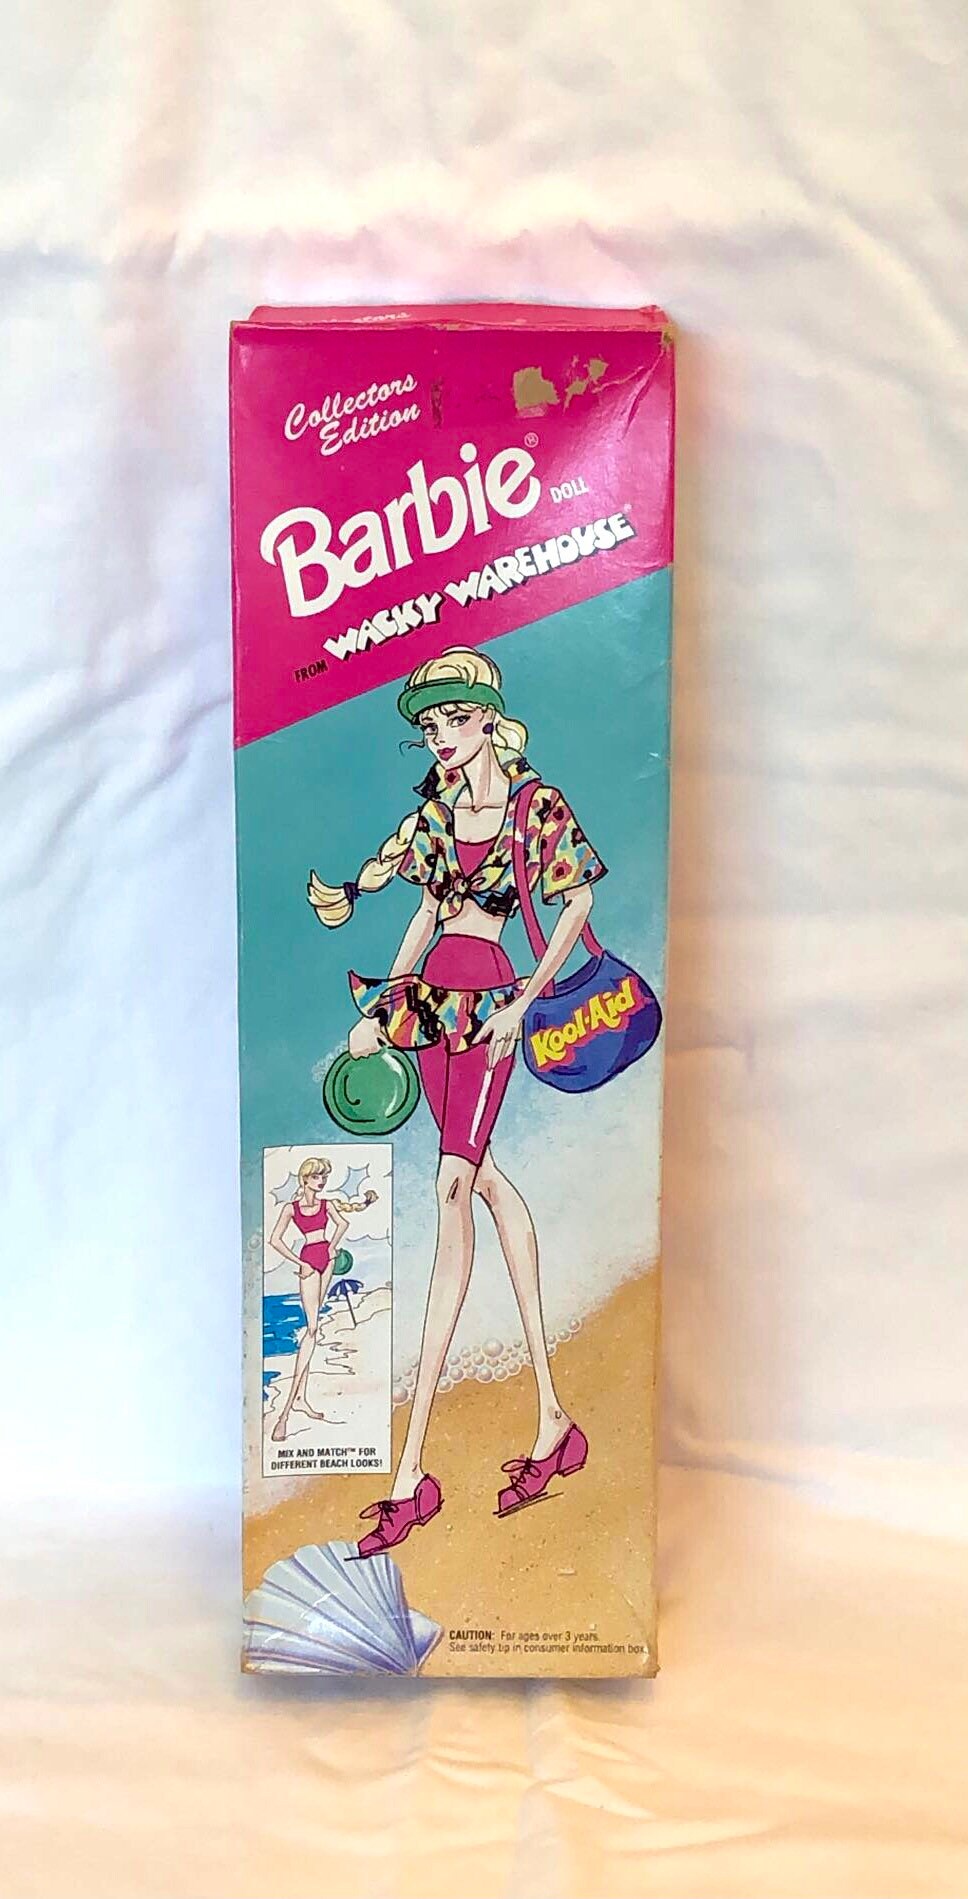 Collectors
Edition
Barbie®
DOLL
FROM WACKY WAREHOUSE
Kool-Aid
MIX AND MATCH™ FOR
DIFFERENT BEACH LOOKS!
CAUTION: For ages over 3 years.
See safety tip in consumer information box.